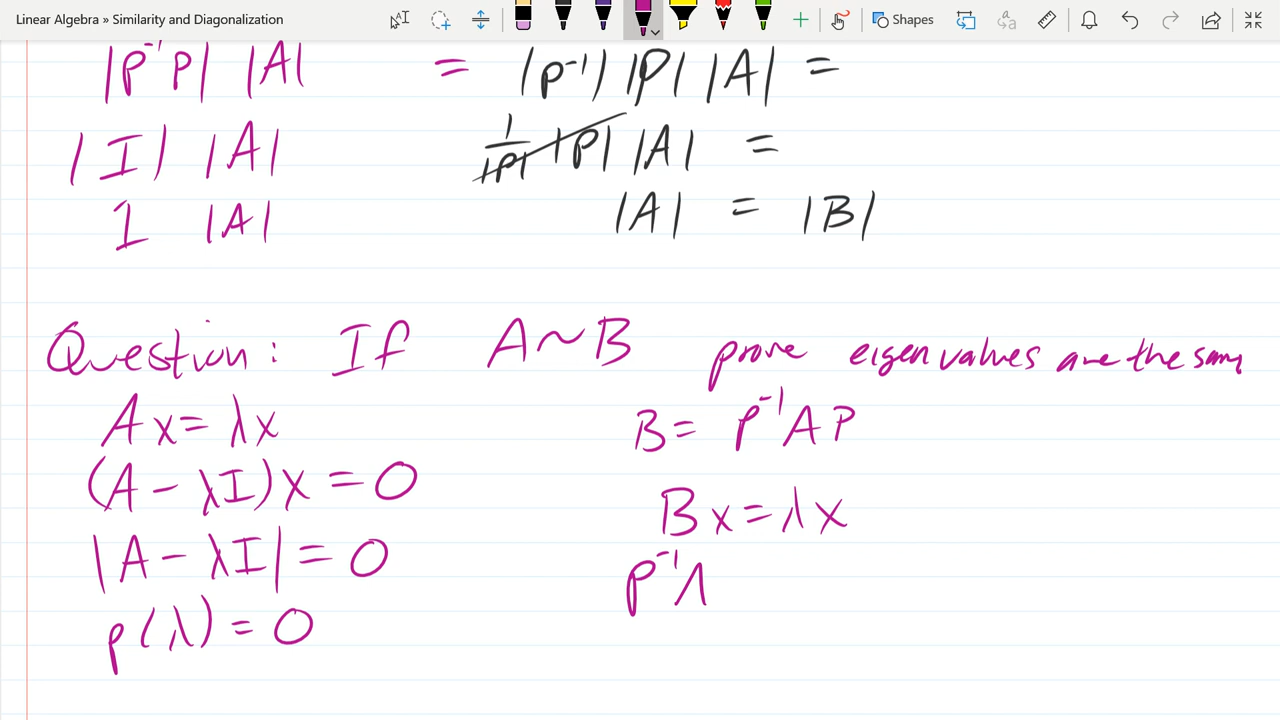 Linear Algebra » Similarity and Diagonalization
Shapes
|P⁻¹P| |A| = |P⁻¹| |P| |A| =
|I| |A| 1/|P| |P| |A| =
1 |A| |A| = |B|
Question: If A~B prove eigenvalues are the same
Ax = λx B = P⁻¹AP
(A - λI)x = 0 Bx = λx
|A - λI| = 0 P⁻¹Λ
p(λ) = 0